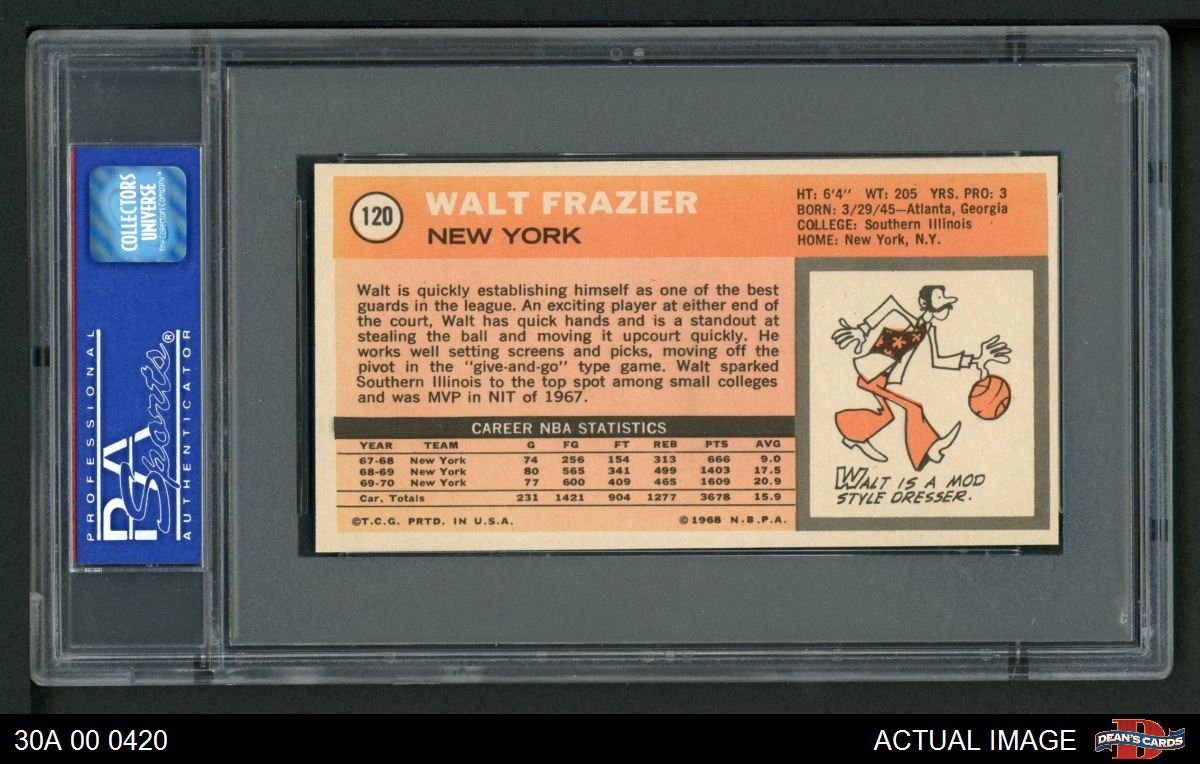 COLLECTORS
UNIVERSE
The Collectors Company™
PROFESSIONAL
PSA
Sports®
AUTHENTICATOR
120
WALT FRAZIER
NEW YORK
HT: 6'4" WT: 205 YRS. PRO: 3
BORN: 3/29/45—Atlanta, Georgia
COLLEGE: Southern Illinois
HOME: New York, N.Y.
Walt is quickly establishing himself as one of the best
guards in the league. An exciting player at either end of
the court, Walt has quick hands and is a standout at
stealing the ball and moving it upcourt quickly. He
works well setting screens and picks, moving off the
pivot in the "give-and-go" type game. Walt sparked
Southern Illinois to the top spot among small colleges
and was MVP in NIT of 1967.
CAREER NBA STATISTICS
YEAR TEAM G FG FT REB PTS AVG
67-68 New York 74 256 154 313 666 9.0
68-69 New York 80 565 341 499 1403 17.5
69-70 New York 77 600 409 465 1609 20.9
Car. Totals 231 1421 904 1277 3678 15.9
©T.C.G. PRTD. IN U.S.A. ©1968 N.B.P.A.
WALT IS A MOD
STYLE DRESSER.
30A 00 0420
ACTUAL IMAGE
DEAN'S CARDS